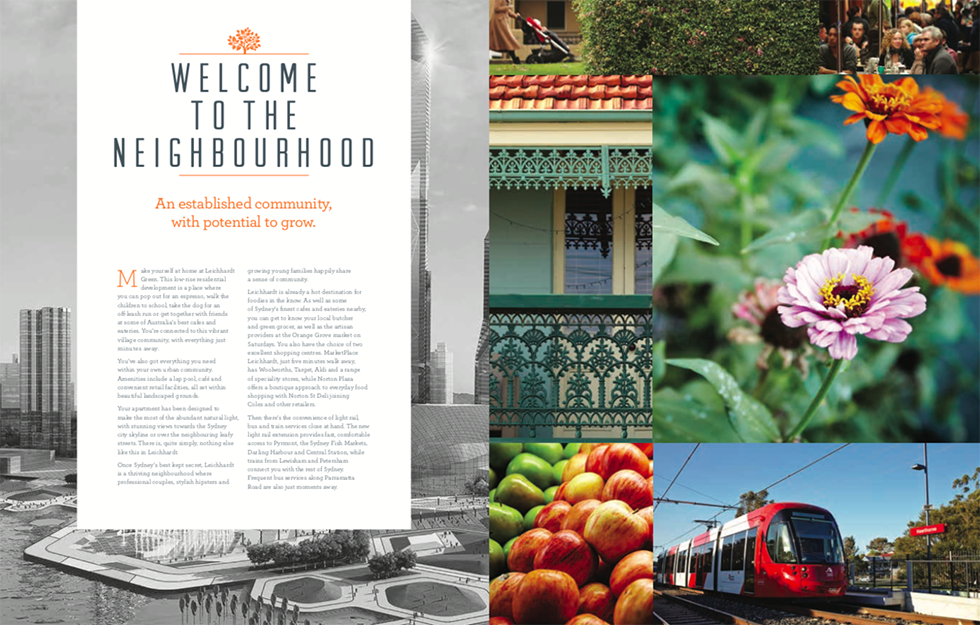 WELCOME
TO THE
NEIGHBOURHOOD
An established community,
with potential to grow.
Make yourself at home at Leichhardt
Green. This low-rise residential
development is a place where
you can pop out for an espresso, walk the
children to school, take the dog for an
off-leash run or get together with friends
at some of Australia's best cafes and
eateries. You're connected to this vibrant
village community, with everything just
minutes away.
You've also got everything you need
within your own urban community.
Amenities include a lap pool, café and
convenient retail facilities, all set within
beautiful landscaped grounds.
Your apartment has been designed to
make the most of the abundant natural light,
with stunning views towards the Sydney
city skyline or over the neighbouring leafy
streets. There is, quite simply, nothing else
like this in Leichhardt.
Once Sydney's best kept secret, Leichhardt
is a thriving neighbourhood where
professional couples, stylish hipsters and
growing young families happily share
a sense of community.
Leichhardt is already a hot destination for
foodies in the know. As well as some
of Sydney's finest cafes and eateries nearby,
you can get to know your local butcher
and green grocer, as well as the artisan
providers at the Orange Grove market on
Saturdays. You also have the choice of two
excellent shopping centres. MarketPlace
Leichhardt, just five minutes walk away,
has Woolworths, Target, Aldi and a range
of speciality stores, while Norton Plaza
offers a boutique approach to everyday food
shopping with Norton St Deli joining
Coles and other retailers.
Then there's the convenience of light rail,
bus and train services close at hand. The new
light rail extension provides fast, comfortable
access to Pyrmont, the Sydney Fish Markets,
Darling Harbour and Central Station, while
trains from Lewisham and Petersham
connect you with the rest of Sydney.
Frequent bus services along Parramatta
Road are also just moments away.
Hawthorne